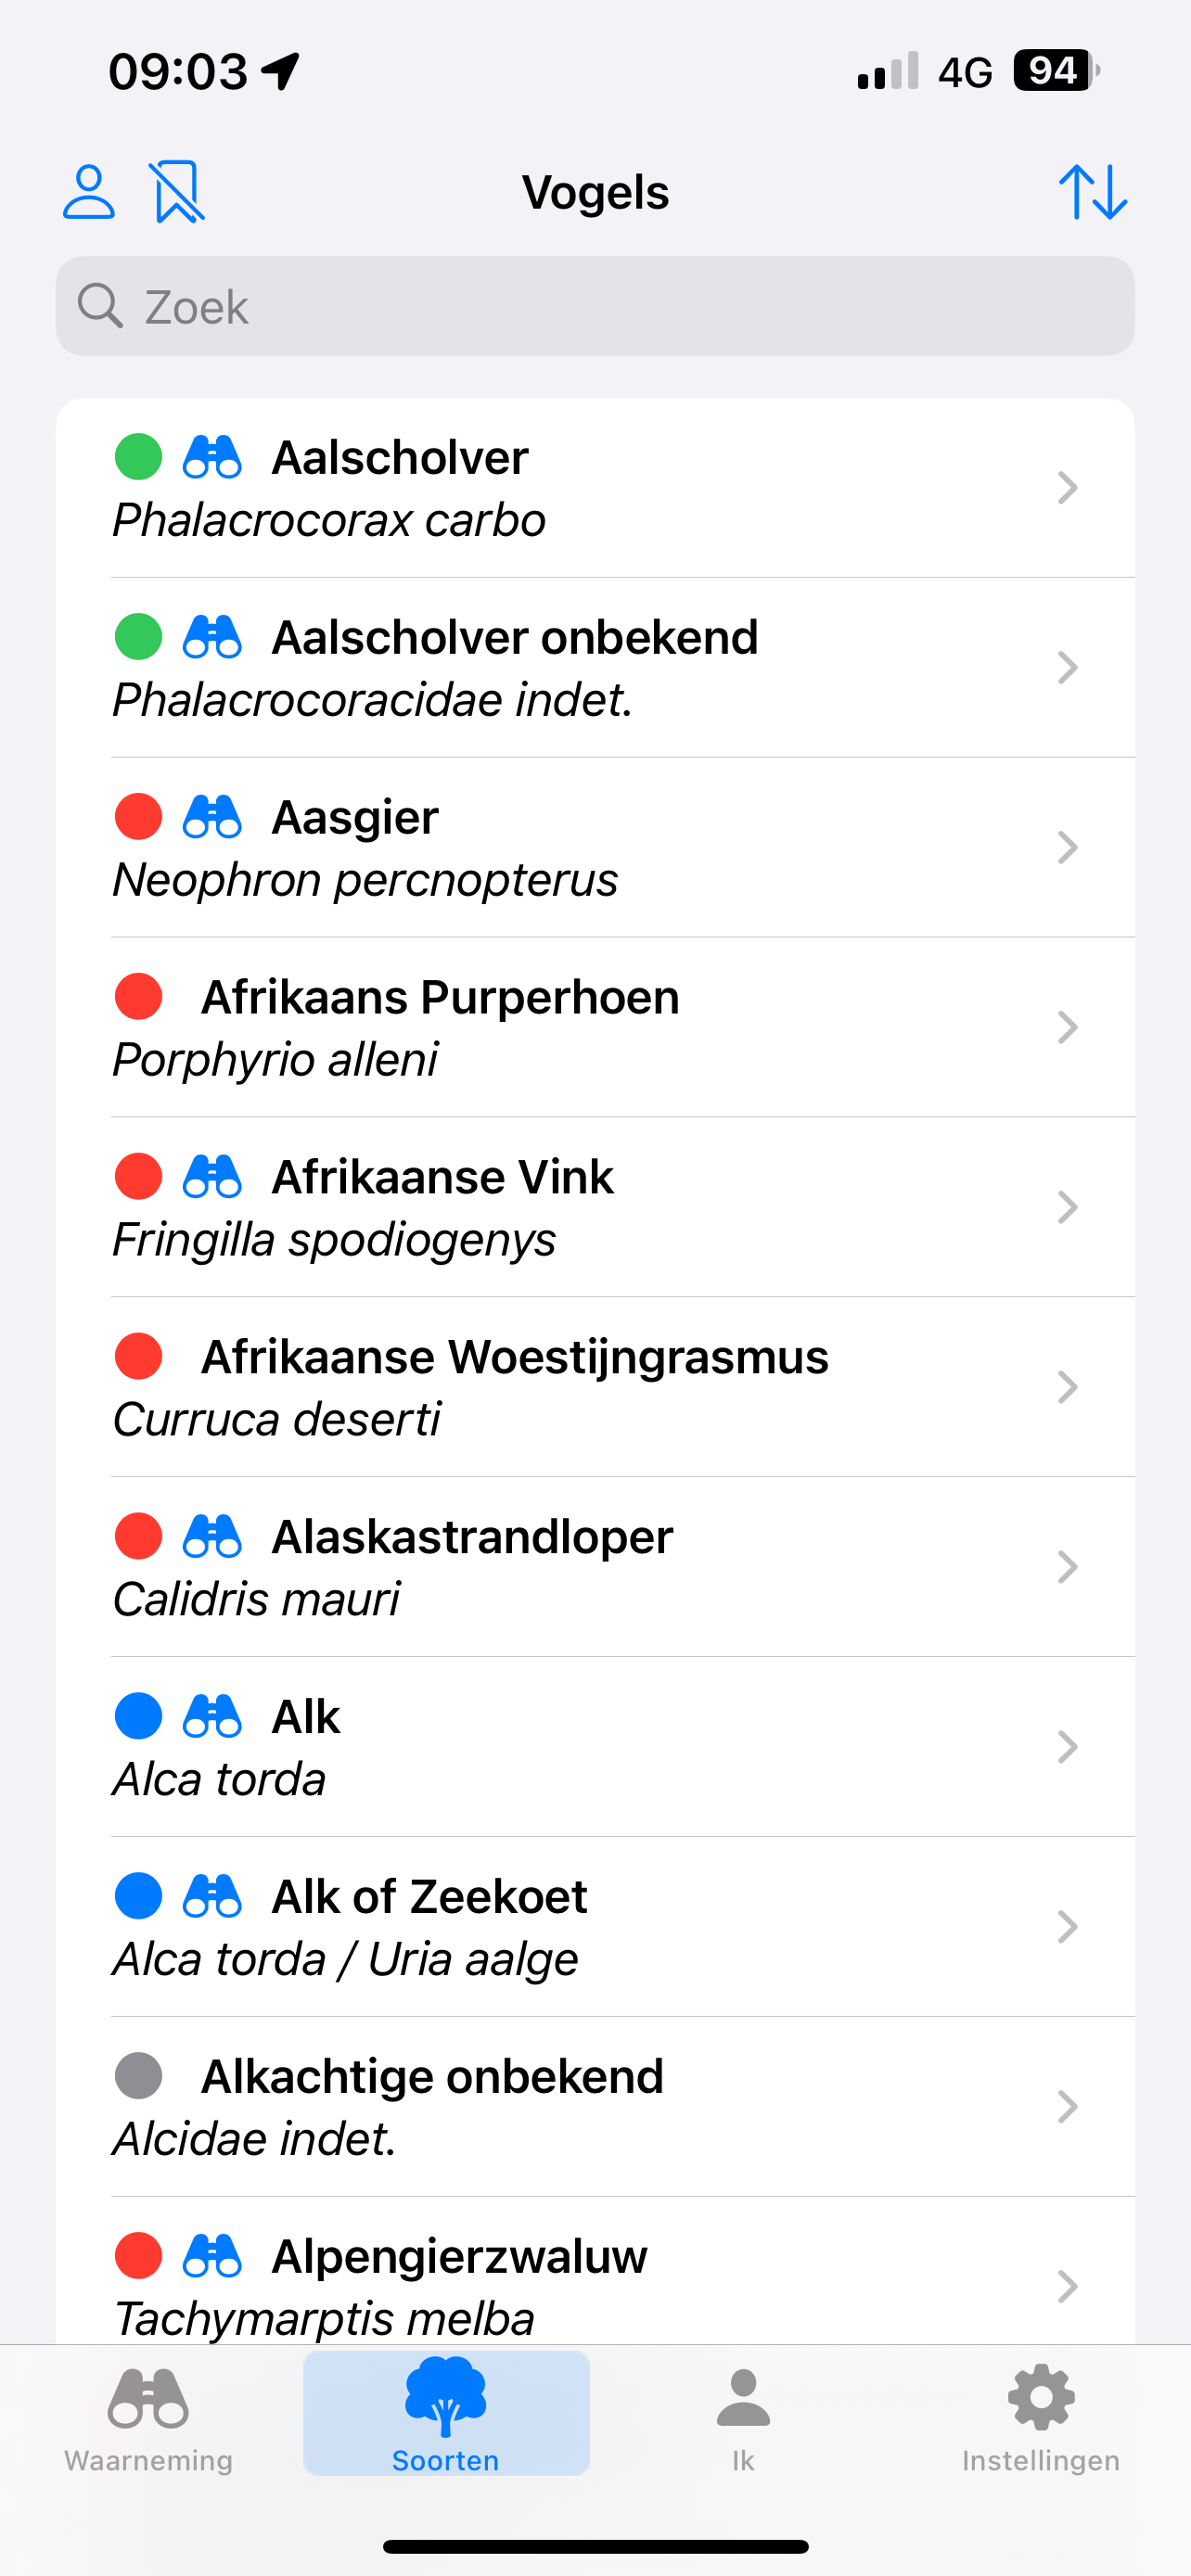 09:03 4G 94
Vogels
Zoek
Aalscholver
Phalacrocorax carbo
Aalscholver onbekend
Phalacrocoracidae indet.
Aasgier
Neophron percnopterus
Afrikaans Purperhoen
Porphyrio alleni
Afrikaanse Vink
Fringilla spodiogenys
Afrikaanse Woestijngrasmus
Curruca deserti
Alaskastrandloper
Calidris mauri
Alk
Alca torda
Alk of Zeekoet
Alca torda / Uria aalge
Alkachtige onbekend
Alcidae indet.
Alpengierzwaluw
Tachymarptis melba
Waarneming Soorten Ik Instellingen